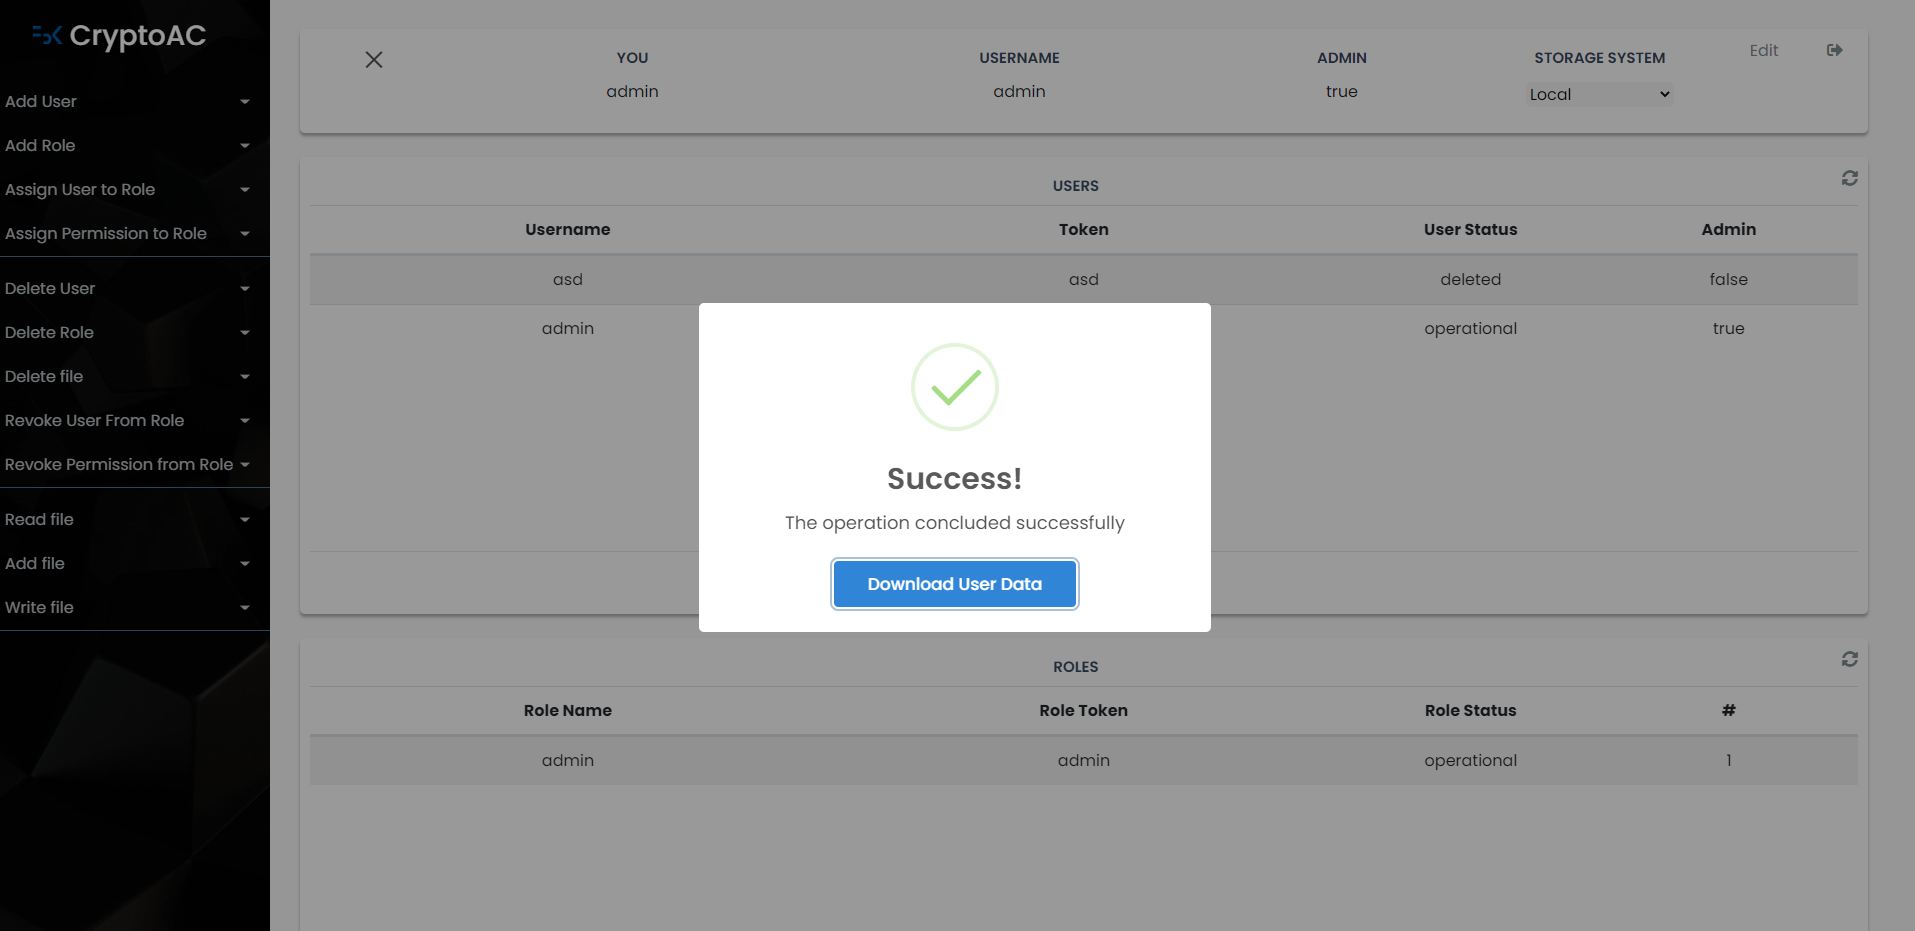 CryptoAC
Add User
Add Role
Assign User to Role
Assign Permission to Role
Delete User
Delete Role
Delete file
Revoke User From Role
Revoke Permission from Role
Read file
Add file
Write file
YOU USERNAME ADMIN STORAGE SYSTEM Edit
admin admin true Local
USERS
Username Token User Status Admin
asd asd deleted false
admin operational true
Success!
The operation concluded successfully
Download User Data
ROLES
Role Name Role Token Role Status #
admin admin operational 1